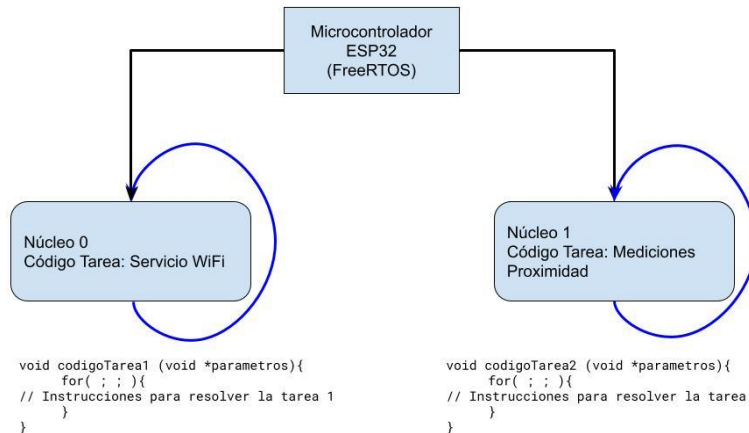 Microcontrolador
ESP32
(FreeRTOS)
Núcleo 0
Código Tarea: Servicio WiFi
Núcleo 1
Código Tarea: Mediciones
Proximidad
void codigoTarea1 (void *parametros){
for( ; ; ){
// Instrucciones para resolver la tarea 1
}
}
void codigoTarea2 (void *parametros){
for( ; ; ){
// Instrucciones para resolver la tarea
}
}